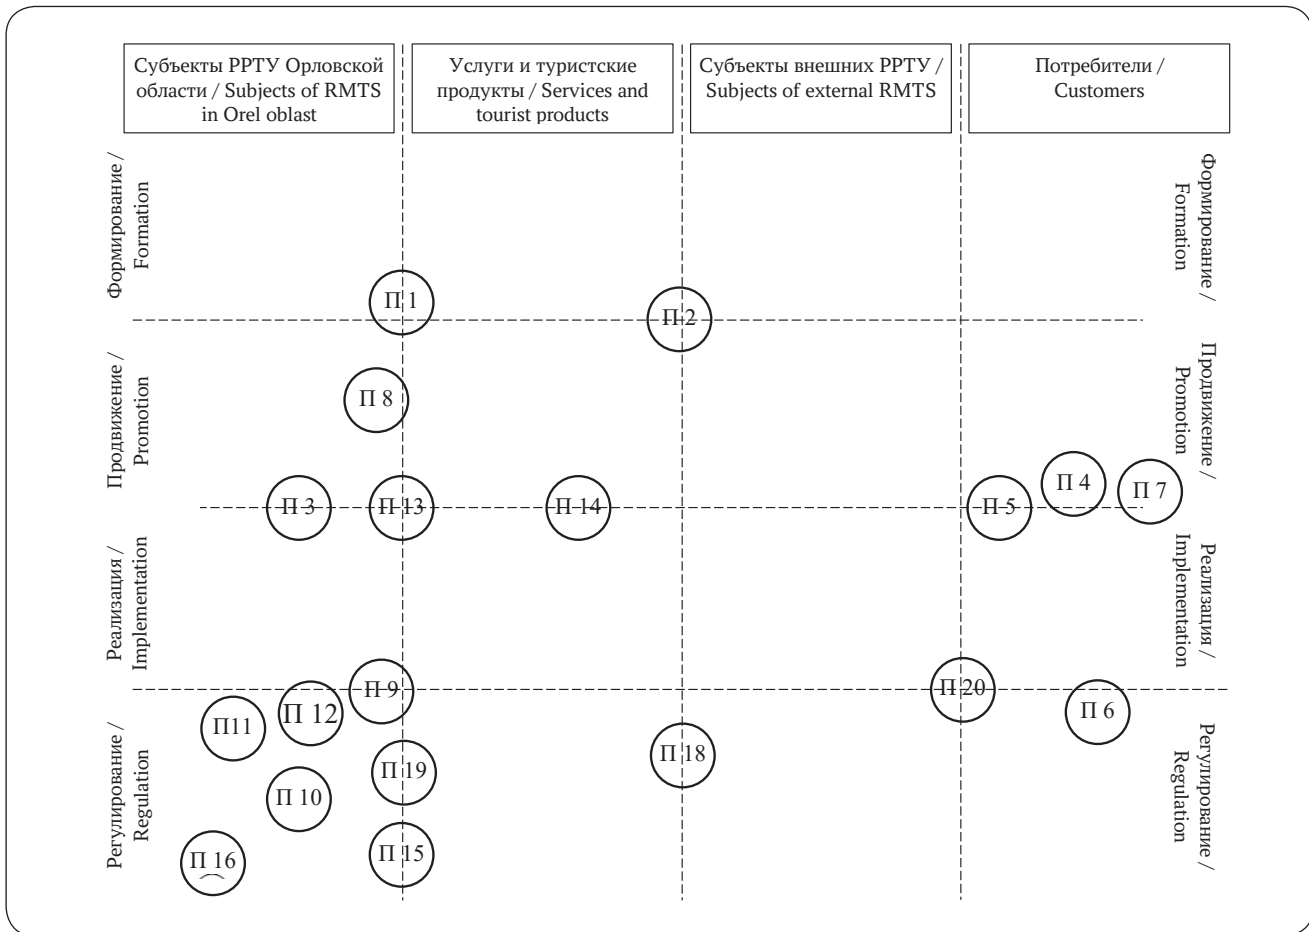 Субъекты РРТУ Орловской
области / Subjects of RMTS
in Orel oblast
Услуги и туристские
продукты / Services and
tourist products
Субъекты внешних РРТУ /
Subjects of external RMTS
Потребители /
Customers
Формирование /
Formation
Формирование /
Formation
П 1
П 2
Продвижение /
Promotion
Продвижение /
Promotion
П 8
П 3
П 13
П 14
П 5
П 4
П 7
Реализация /
Implementation
Реализация /
Implementation
П 9
П 20
П 6
П11
П 12
П 18
П 19
П 10
П 15
П 16
Регулирование /
Regulation
Регулирование /
Regulation